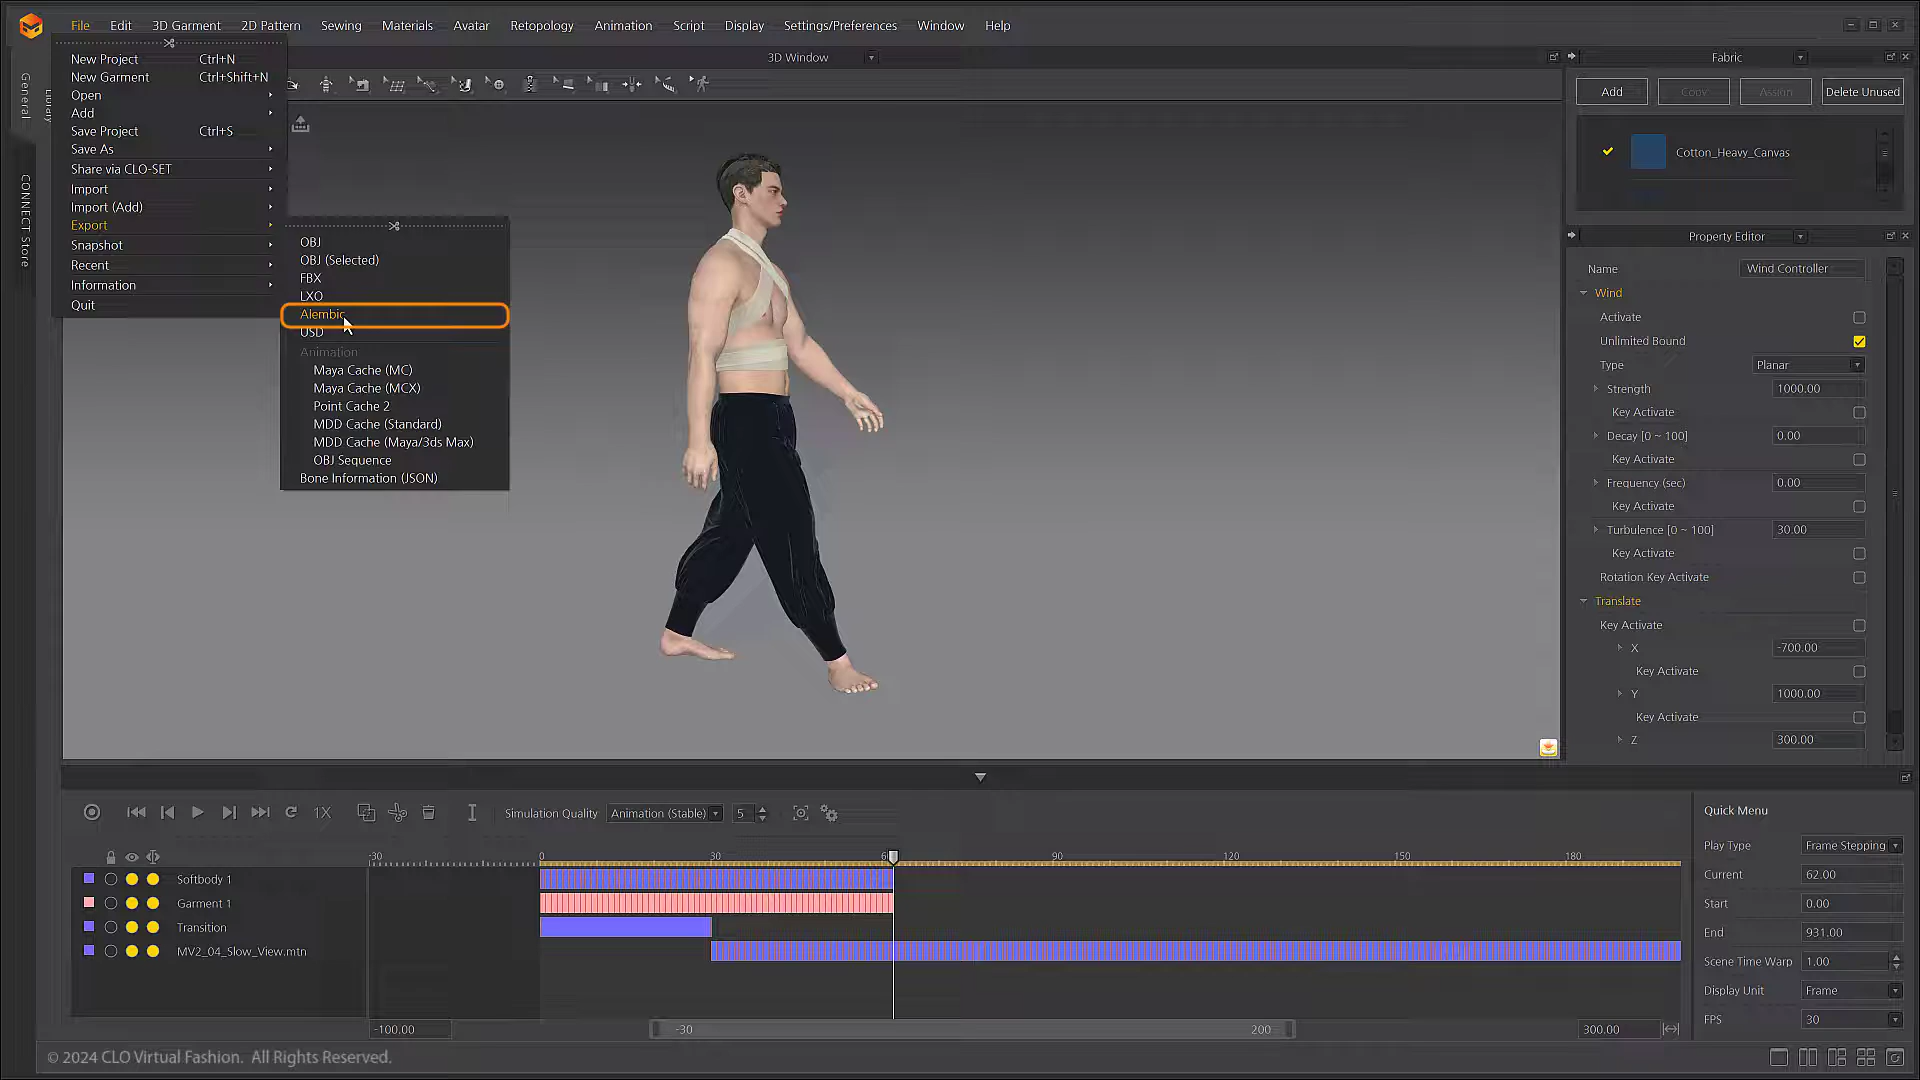 File Edit 3D Garment 2D Pattern Sewing Materials Avatar Retopology Animation Script Display Settings/Preferences Window Help
New Project Ctrl+N
New Garment Ctrl+Shift+N
Open
Add
Save Project Ctrl+S
Save As
Share via CLO-SET
Import
Import (Add)
Export
Snapshot
Recent
Information
Quit
General
Library
CONNECT Store
OBJ
OBJ (Selected)
FBX
LXO
Alembic
USD
Animation
Maya Cache (MC)
Maya Cache (MCX)
Point Cache 2
MDD Cache (Standard)
MDD Cache (Maya/3ds Max)
OBJ Sequence
Bone Information (JSON)
3D Window
Fabric
Add Copy Assign Delete Unused
Cotton_Heavy_Canvas
Property Editor
Name Wind Controller
Wind
Activate
Unlimited Bound
Type Planar
Strength 1000.00
Key Activate
Decay [0 ~ 100] 0.00
Key Activate
Frequency (sec) 0.00
Key Activate
Turbulence [0 ~ 100] 30.00
Key Activate
Rotation Key Activate
Translate
Key Activate
X -700.00
Key Activate
Y 1000.00
Key Activate
Z 300.00
1X Simulation Quality Animation (Stable) 5
-30 0 30 90 120 150 180
Softbody 1
Garment 1
Transition
MV2_04_Slow_View.mtn
-100.00 -30 200 300.00
Quick Menu
Play Type Frame Stepping
Current 62.00
Start 0.00
End 931.00
Scene Time Warp 1.00
Display Unit Frame
FPS 30
© 2024 CLO Virtual Fashion. All Rights Reserved.